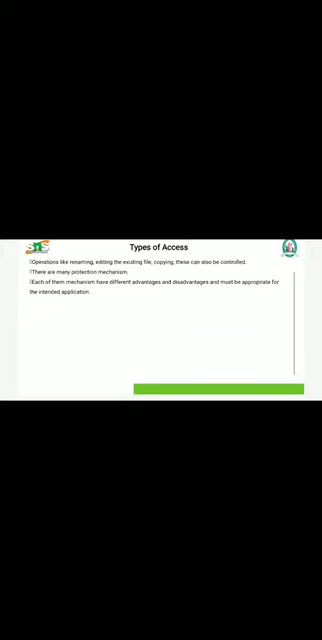 sns
Types of Access
Operations like renaming, editing the existing file, copying, these can also be controlled.
There are many protection mechanism.
Each of them mechanism have different advantages and disadvantages and must be appropriate for
the intended application.